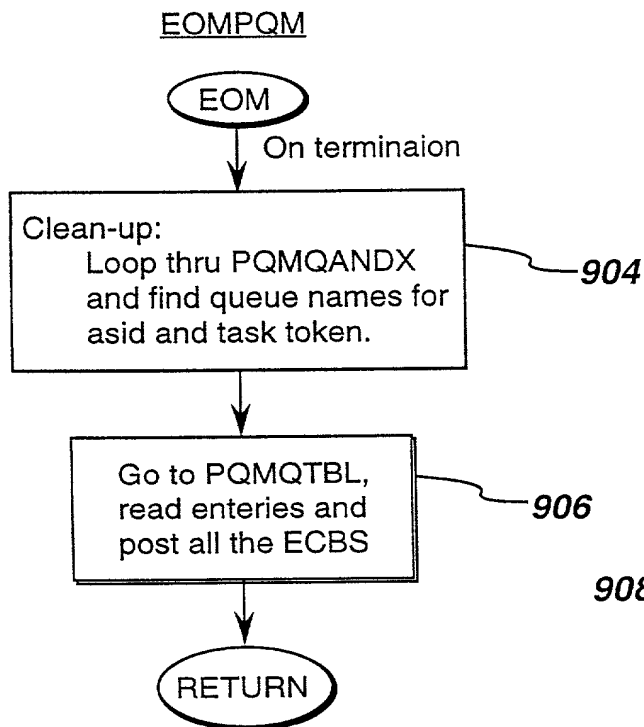 EOMPQM
EOM
On terminaion
Clean-up:
Loop thru PQMQANDX
and find queue names for
asid and task token.
904
Go to PQMQTBL,
read enteries and
post all the ECBS
906
908
RETURN